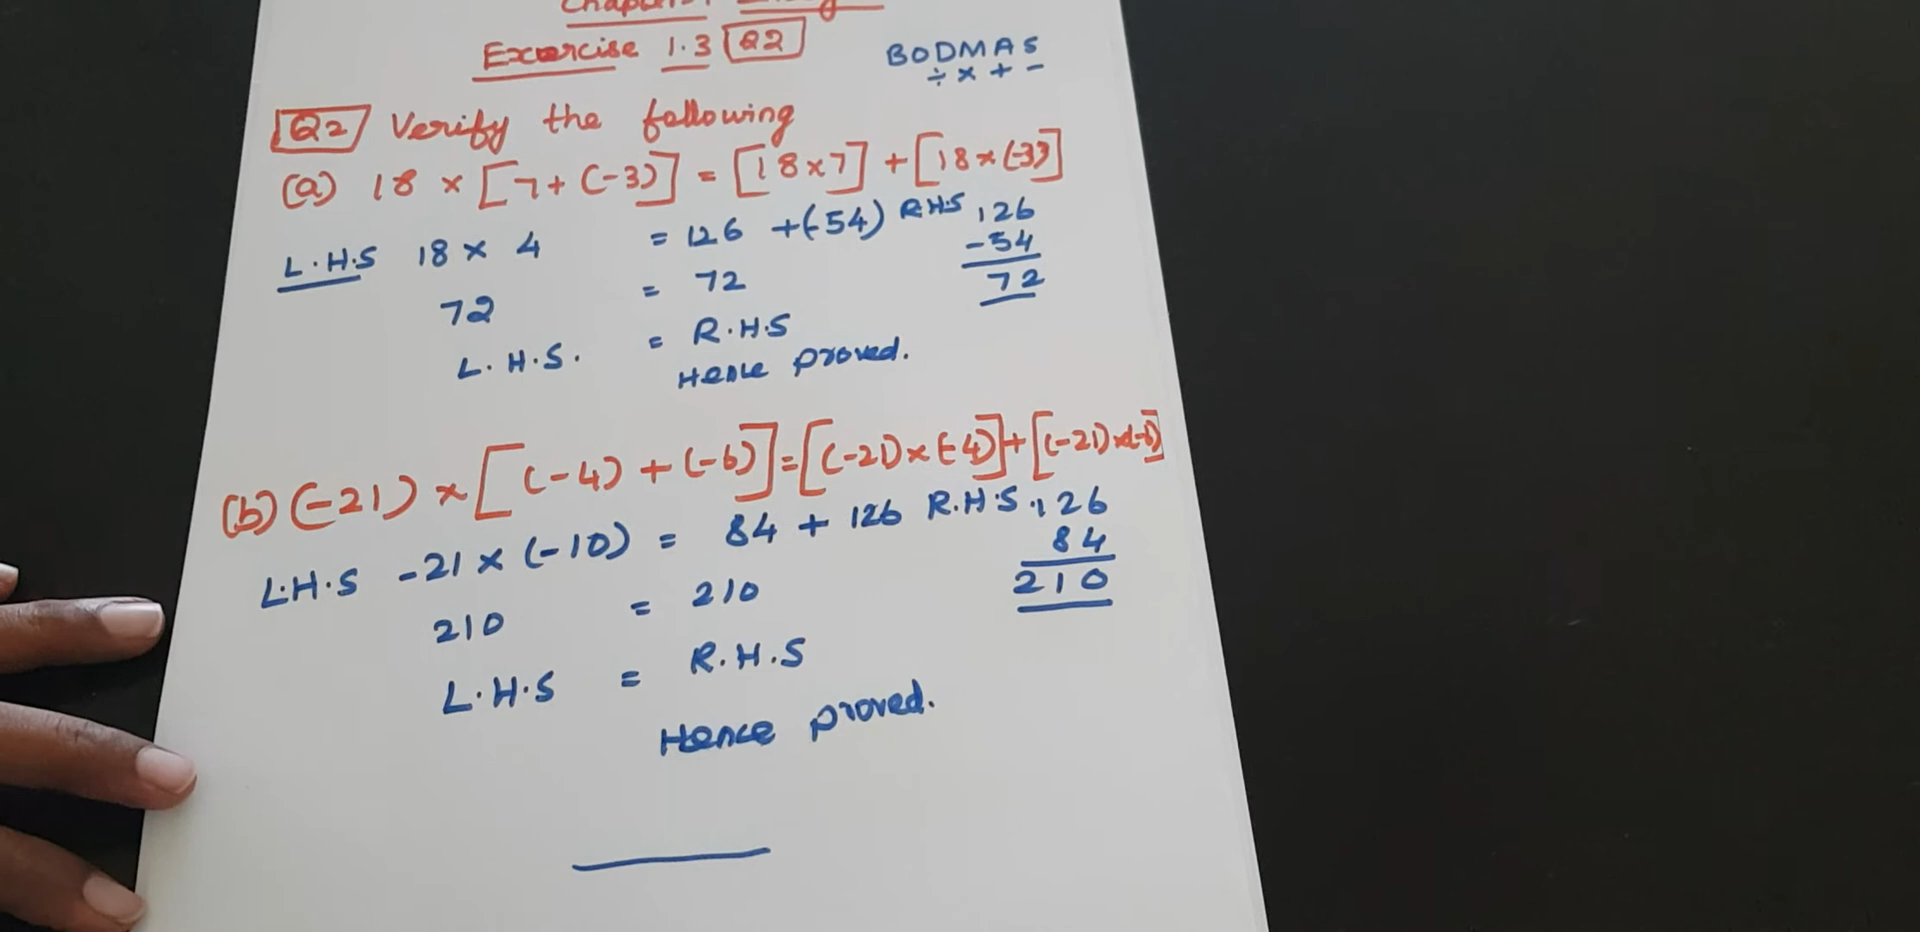 Exercise 1.3 Q2
BODMAS
÷ × + -
Q2 Verify the following
(a) 18 × [7 + (-3)] = [18 × 7] + [18 × (-3)]
L.H.S 18 × 4 = 126 + (-54) R.H.S 126
-54
72 = 72 72
L.H.S. = R.H.S
Hence proved.
(b) (-21) × [(-4) + (-6)] = [(-21) × (-4)] + [(-21) × (-6)]
L.H.S -21 × (-10) = 84 + 126 R.H.S. 126
84
210 = 210 210
L.H.S = R.H.S
Hence proved.